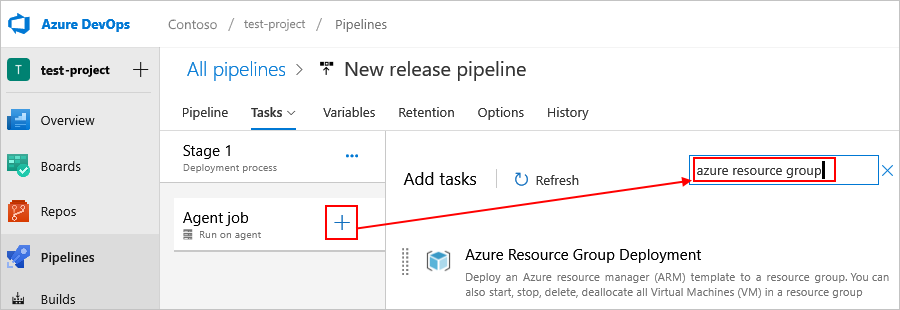 Azure DevOps
Contoso / test-project / Pipelines
T test-project
Overview
Boards
Repos
Pipelines
Builds
All pipelines > New release pipeline
Pipeline Tasks Variables Retention Options History
Stage 1
Deployment process
Agent job
Run on agent
Add tasks
Refresh
azure resource group
Azure Resource Group Deployment
Deploy an Azure resource manager (ARM) template to a resource group. You can
also start, stop, delete, deallocate all Virtual Machines (VM) in a resource group